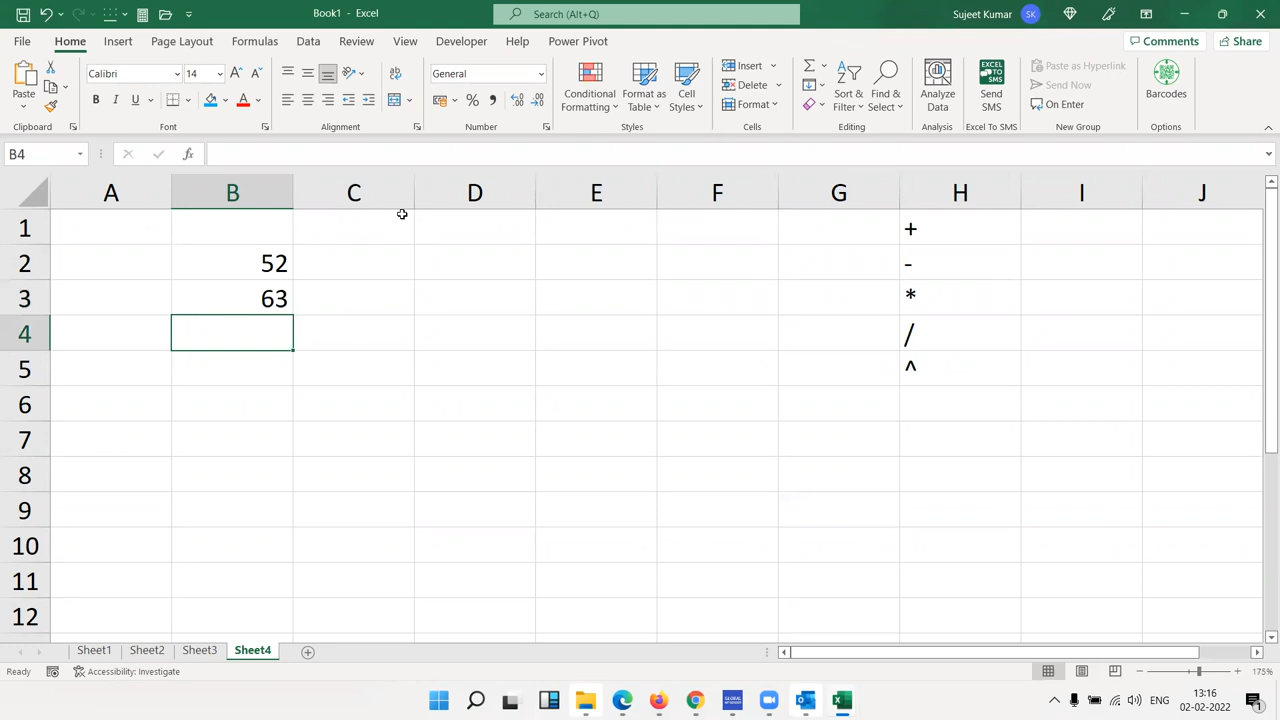 Book1 - Excel
Search (Alt+Q)
Sujeet Kumar
SK
File
Home
Insert
Page Layout
Formulas
Data
Review
View
Developer
Help
Power Pivot
Comments
Share
Paste
Calibri
14
A
A
B
I
U
A
Clipboard
Font
Alignment
ab
c
General
%
,
Number
Conditional
Formatting
Format as
Table
Cell
Styles
Styles
Insert
Delete
Format
Cells
Sort &
Filter
Find &
Select
Editing
Analyze
Data
Analysis
EXCEL
TO
SMS
Send
SMS
Excel To SMS
Paste as Hyperlink
Send Now
On Enter
New Group
Barcodes
Options
B4
fx
A B C D E F G H I J
1 +
2 52 -
3 63 *
4 /
5 ^
6
7
8
9
10
11
12
Sheet1
Sheet2
Sheet3
Sheet4
Ready
Accessibility: Investigate
175%
ENG
13:16
02-02-2022
1